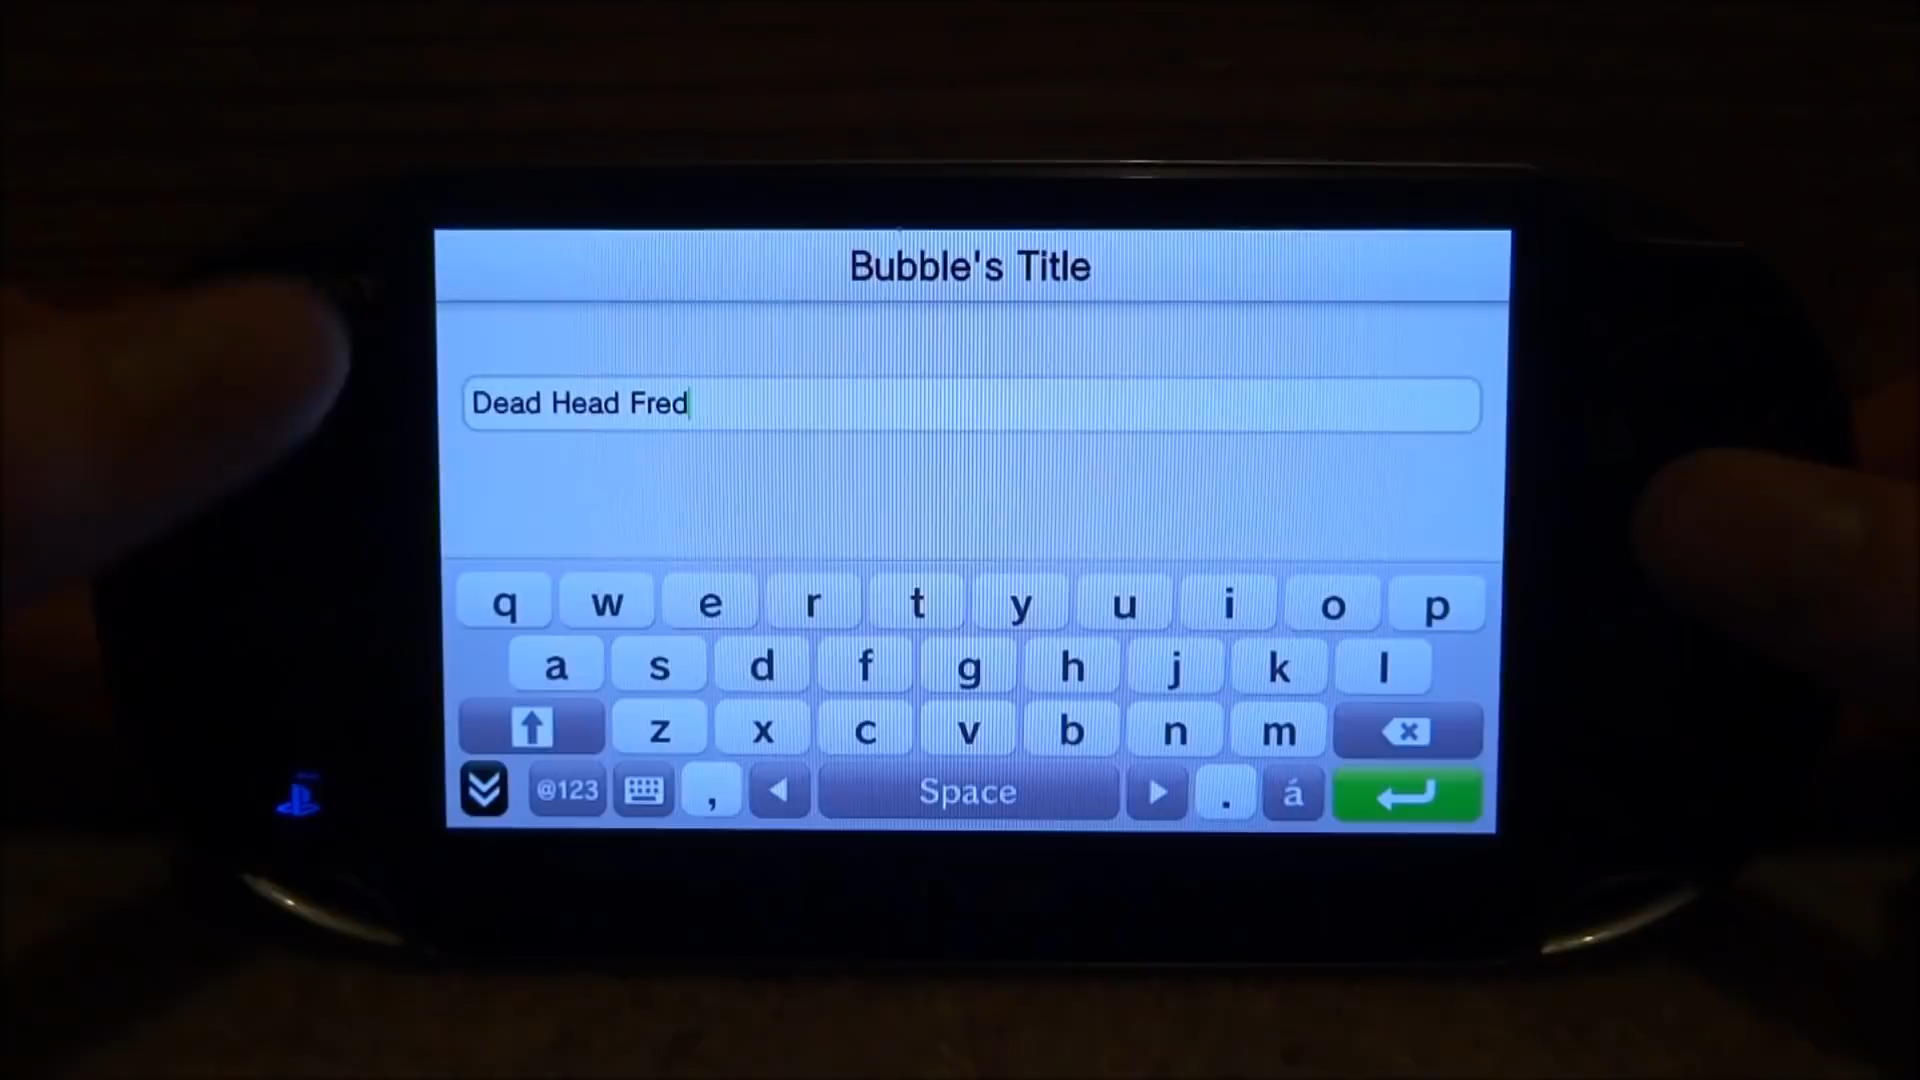 Bubble's Title
Dead Head Fred
q w e r t y u i o p
a s d f g h j k l
z x c v b n m
@123 , Space . á